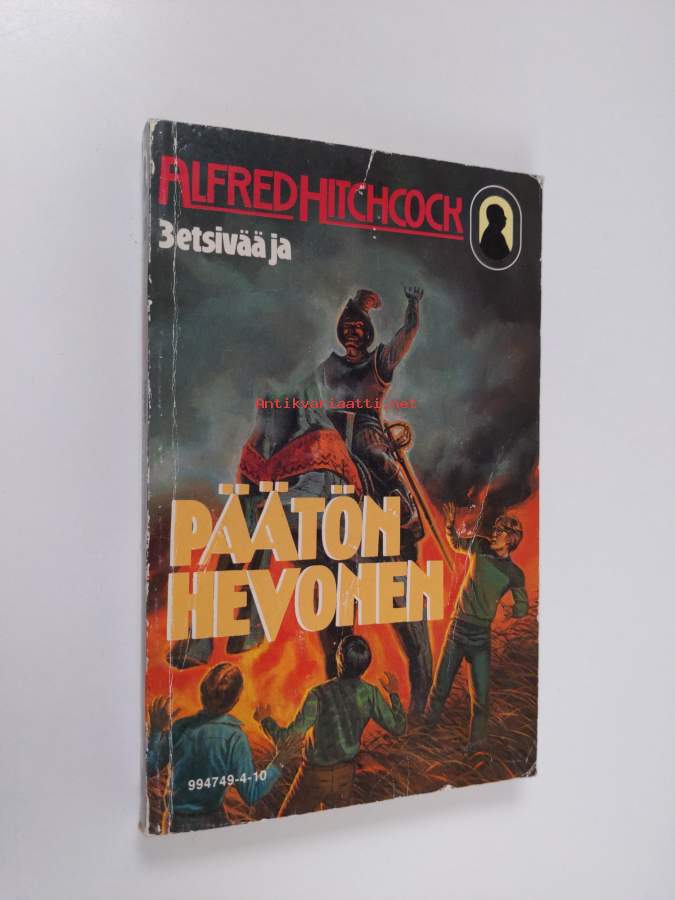 ALFRED HITCHCOCK
3 etsivää ja
Antikvariaatti.net
PÄÄTÖN
HEVONEN
994749-4-10